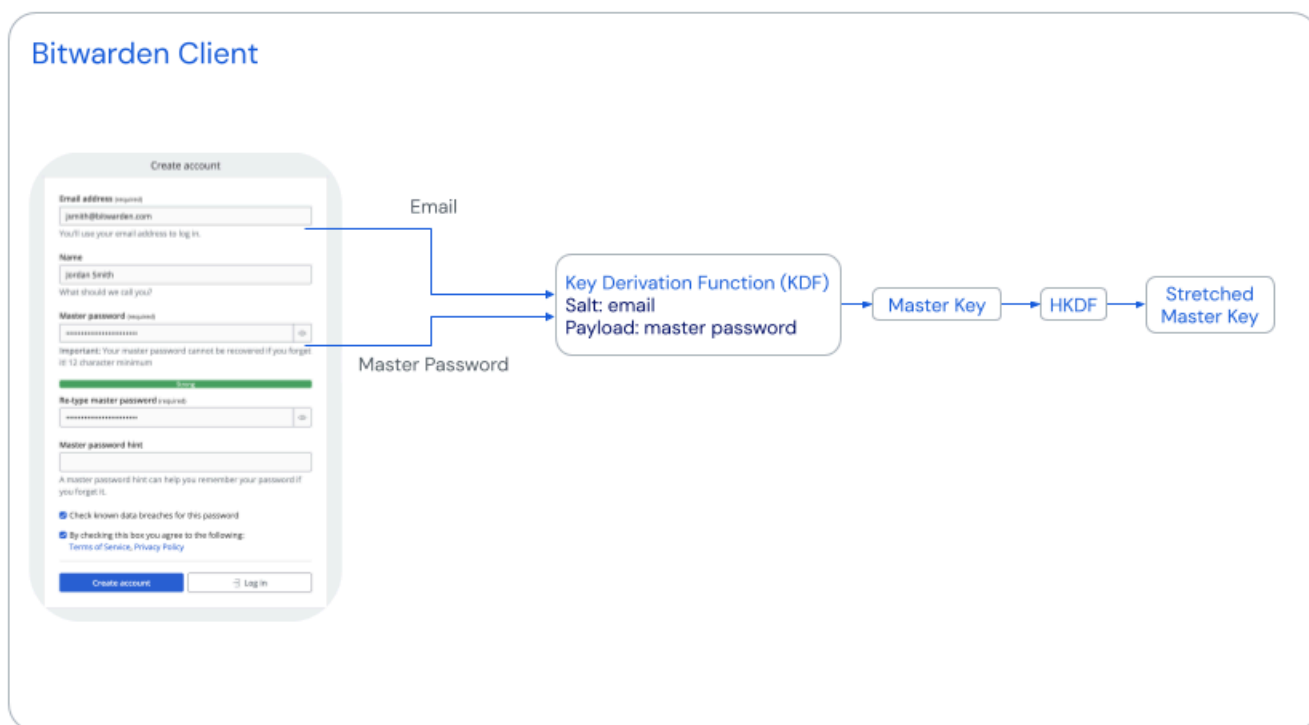 Bitwarden Client
Create account
Email address (required)
jsmith@bitwarden.com
You'll use your email address to log in.
Name
Jordan Smith
What should we call you?
Master password (required)
Important: Your master password cannot be recovered if you forget
it! 12 character minimum
Strong
Re-type master password (required)
Master password hint
A master password hint can help you remember your password if
you forget it.
Check known data breaches for this password
By checking this box you agree to the following:
Terms of Service, Privacy Policy
Create account
Log in
Email
Master Password
Key Derivation Function (KDF)
Salt: email
Payload: master password
Master Key
HKDF
Stretched
Master Key